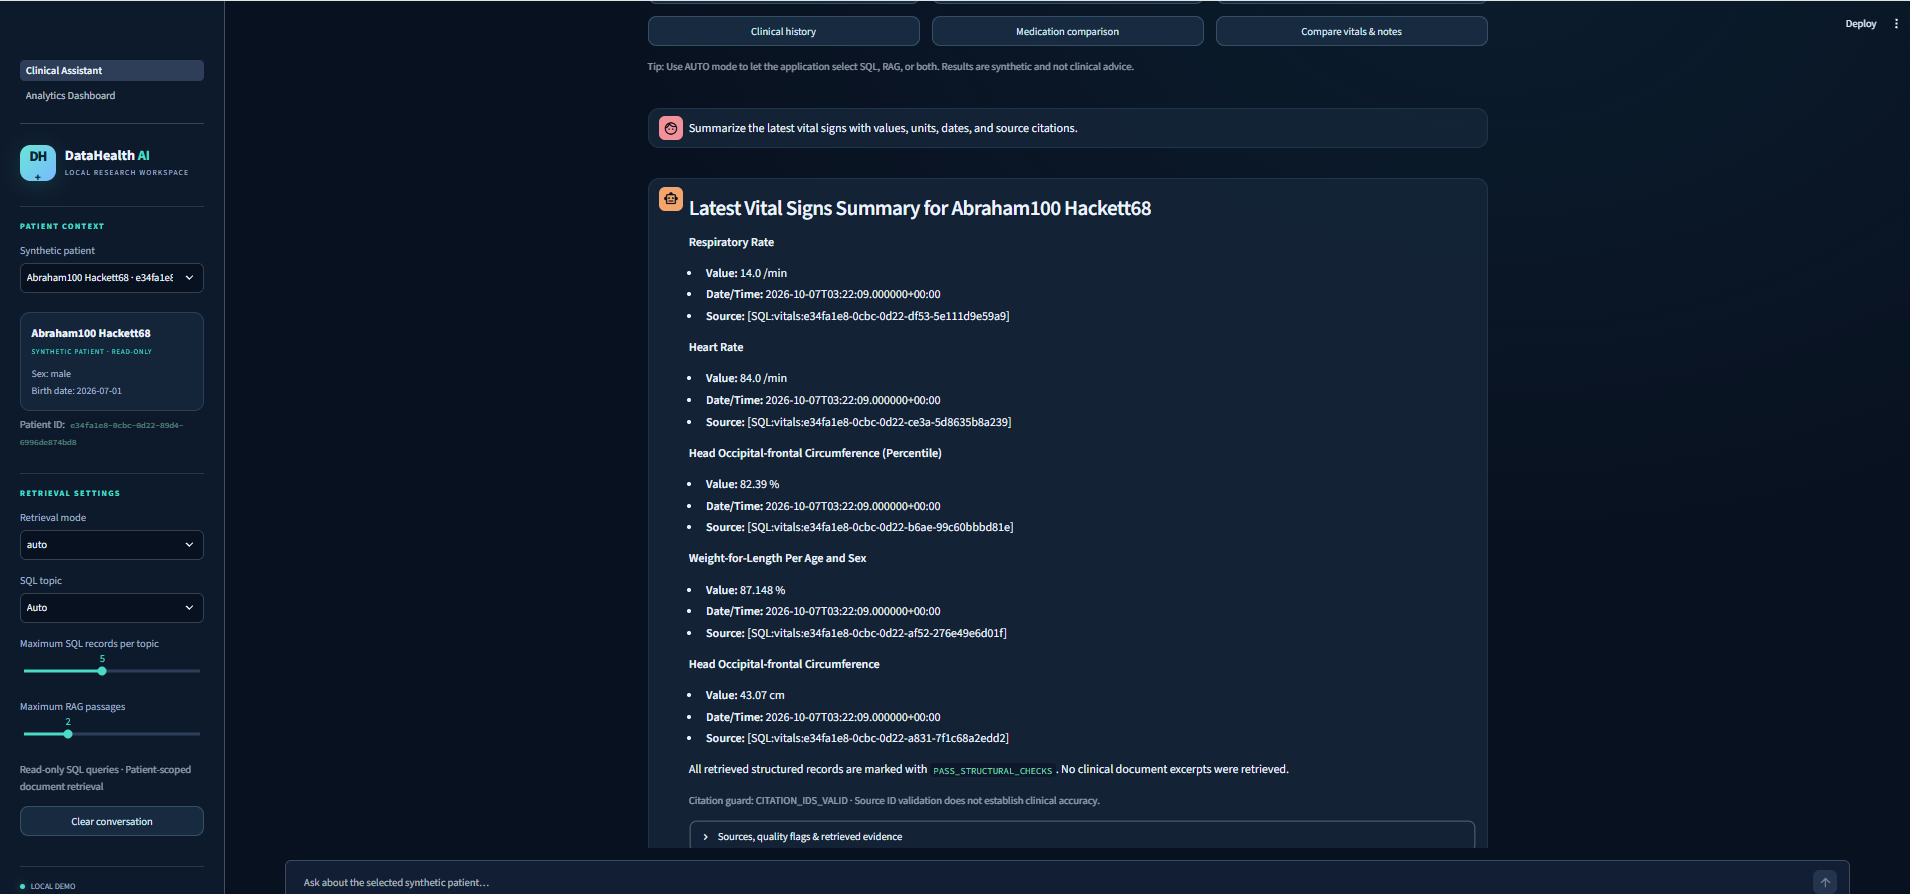 Deploy
Clinical Assistant
Analytics Dashboard
DH
+
DataHealth AI
LOCAL RESEARCH WORKSPACE
PATIENT CONTEXT
Synthetic patient
Abraham100 Hackett68 · e34fa1e8
Abraham100 Hackett68
SYNTHETIC PATIENT · READ-ONLY
Sex: male
Birth date: 2026-07-01
Patient ID: e34fa1e8-0cbc-0d22-89d4-
6996de874bd8
RETRIEVAL SETTINGS
Retrieval mode
auto
SQL topic
Auto
Maximum SQL records per topic
5
Maximum RAG passages
2
Read-only SQL queries · Patient-scoped
document retrieval
Clear conversation
LOCAL DEMO
Clinical history
Medication comparison
Compare vitals & notes
Tip: Use AUTO mode to let the application select SQL, RAG, or both. Results are synthetic and not clinical advice.
Summarize the latest vital signs with values, units, dates, and source citations.
Latest Vital Signs Summary for Abraham100 Hackett68
Respiratory Rate
• Value: 14.0 /min
• Date/Time: 2026-10-07T03:22:09.000000+00:00
• Source: [SQL:vitals:e34fa1e8-0cbc-0d22-df53-5e111d9e59a9]
Heart Rate
• Value: 84.0 /min
• Date/Time: 2026-10-07T03:22:09.000000+00:00
• Source: [SQL:vitals:e34fa1e8-0cbc-0d22-ce3a-5d8635b8a239]
Head Occipital-frontal Circumference (Percentile)
• Value: 82.39 %
• Date/Time: 2026-10-07T03:22:09.000000+00:00
• Source: [SQL:vitals:e34fa1e8-0cbc-0d22-b6ae-99c60bbbd81e]
Weight-for-Length Per Age and Sex
• Value: 87.148 %
• Date/Time: 2026-10-07T03:22:09.000000+00:00
• Source: [SQL:vitals:e34fa1e8-0cbc-0d22-af52-276e49e6d01f]
Head Occipital-frontal Circumference
• Value: 43.07 cm
• Date/Time: 2026-10-07T03:22:09.000000+00:00
• Source: [SQL:vitals:e34fa1e8-0cbc-0d22-a831-7f1c68a2edd2]
All retrieved structured records are marked with PASS_STRUCTURAL_CHECKS . No clinical document excerpts were retrieved.
Citation guard: CITATION_IDS_VALID · Source ID validation does not establish clinical accuracy.
Sources, quality flags & retrieved evidence
Ask about the selected synthetic patient...